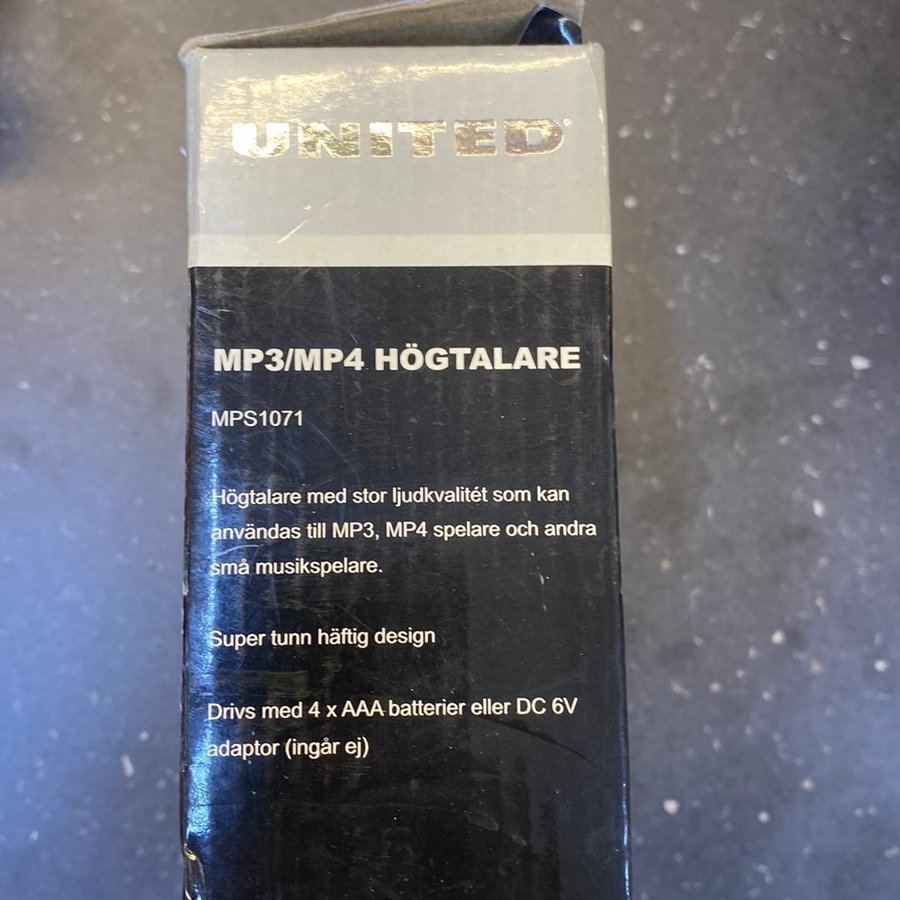 UNITED
MP3/MP4 HÖGTALARE
MPS1071
Högtalare med stor ljudkvalitét som kan
användas till MP3, MP4 spelare och andra
små musikspelare.
Super tunn häftig design
Drivs med 4 x AAA batterier eller DC 6V
adaptor (ingår ej)